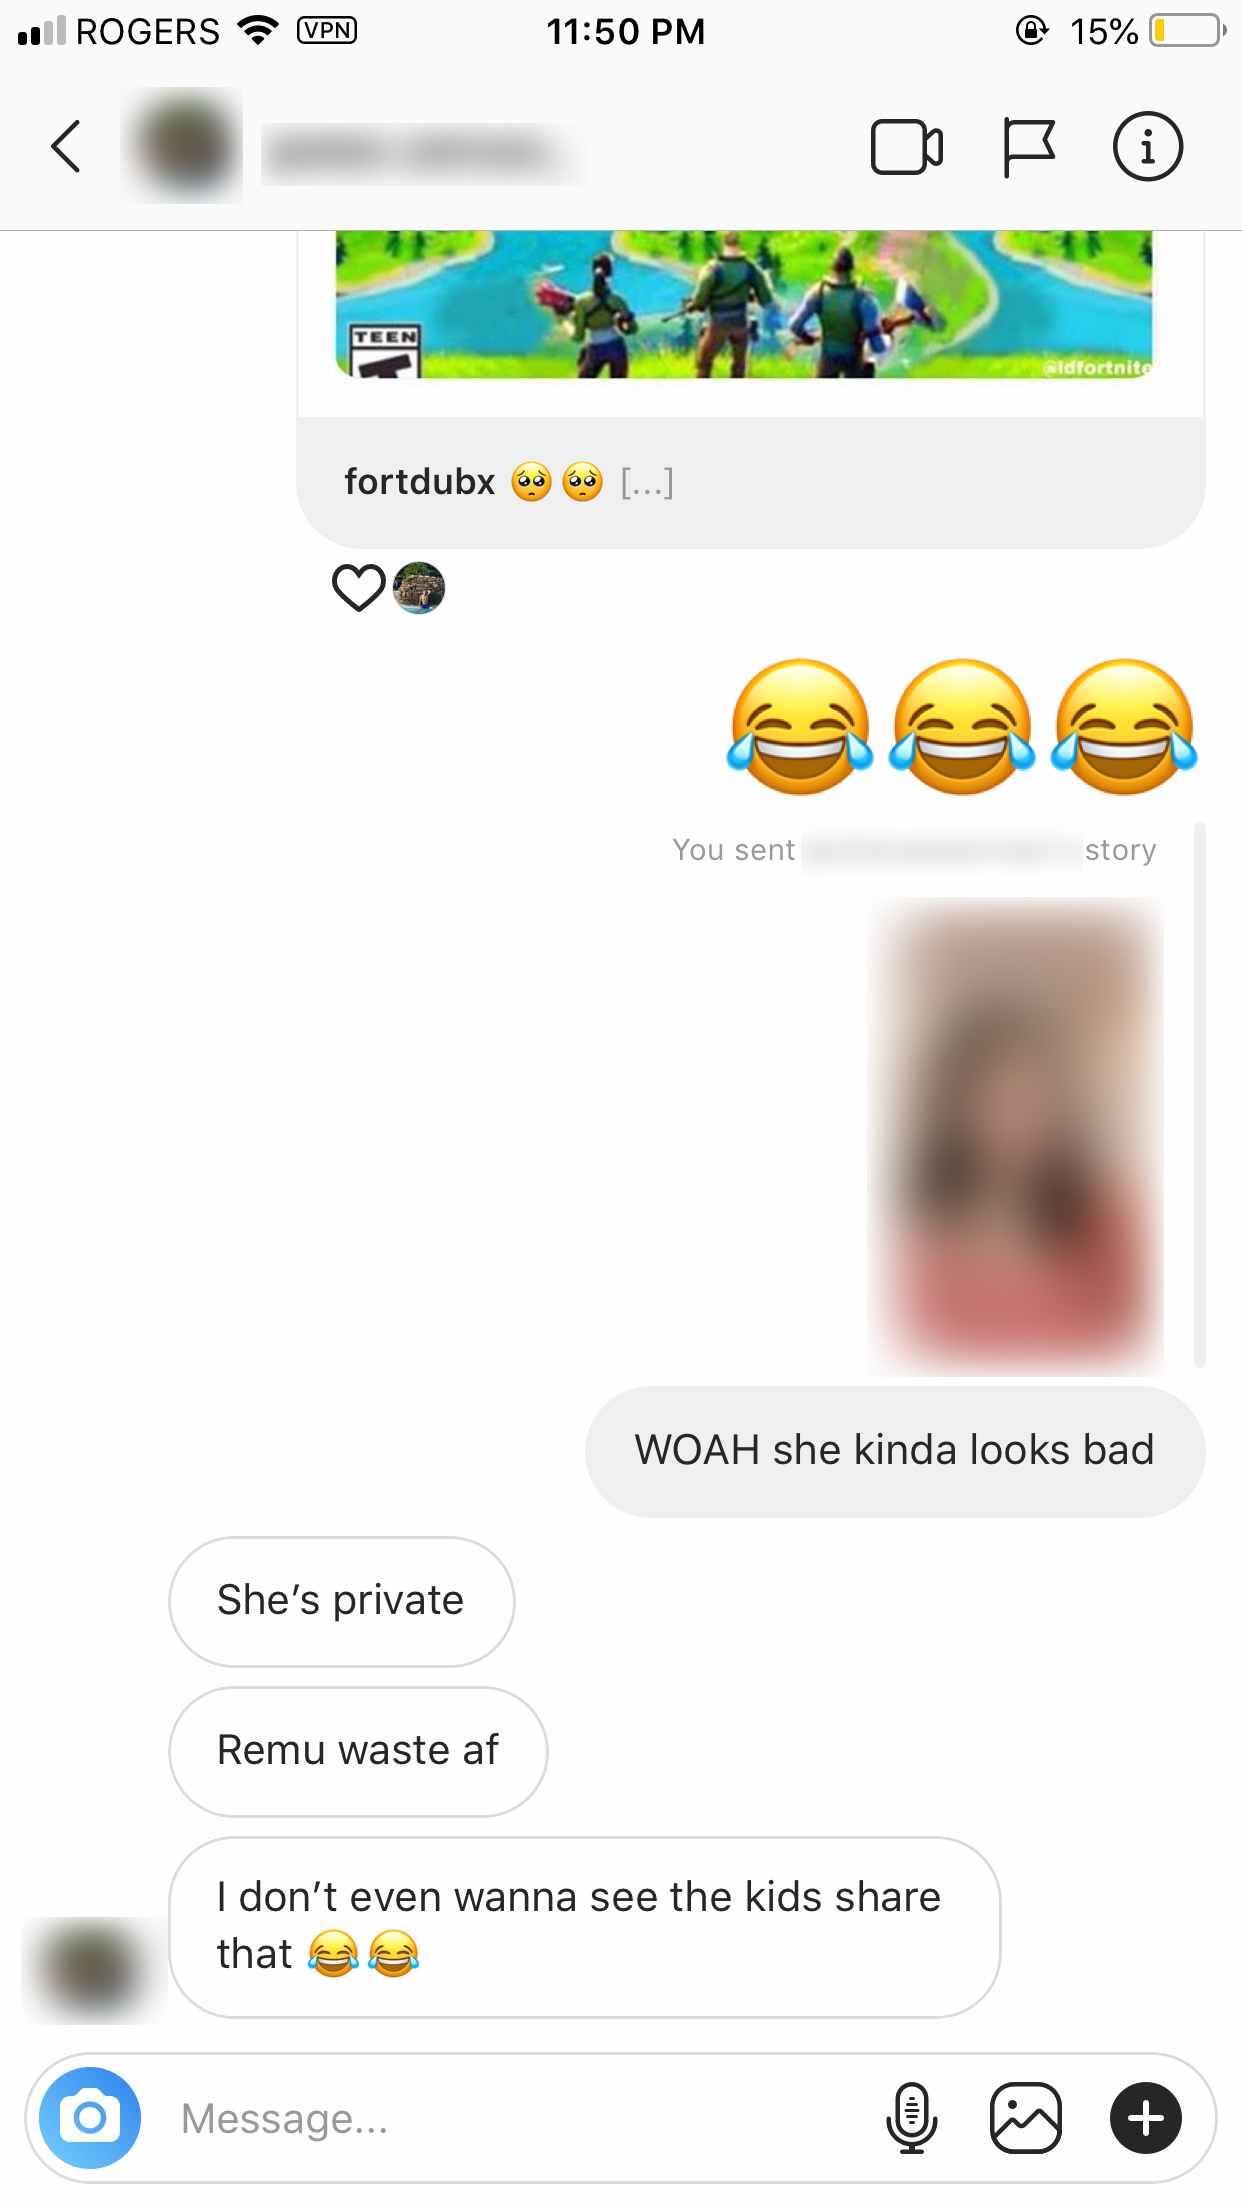 ROGERS VPN 11:50 PM 15%
TEEN
T
@ldfortnite
fortdubx 🥺🥺 [...]
😂😂😂
You sent story
WOAH she kinda looks bad
She’s private
Remu waste af
I don’t even wanna see the kids share
that 😂😂
Message...